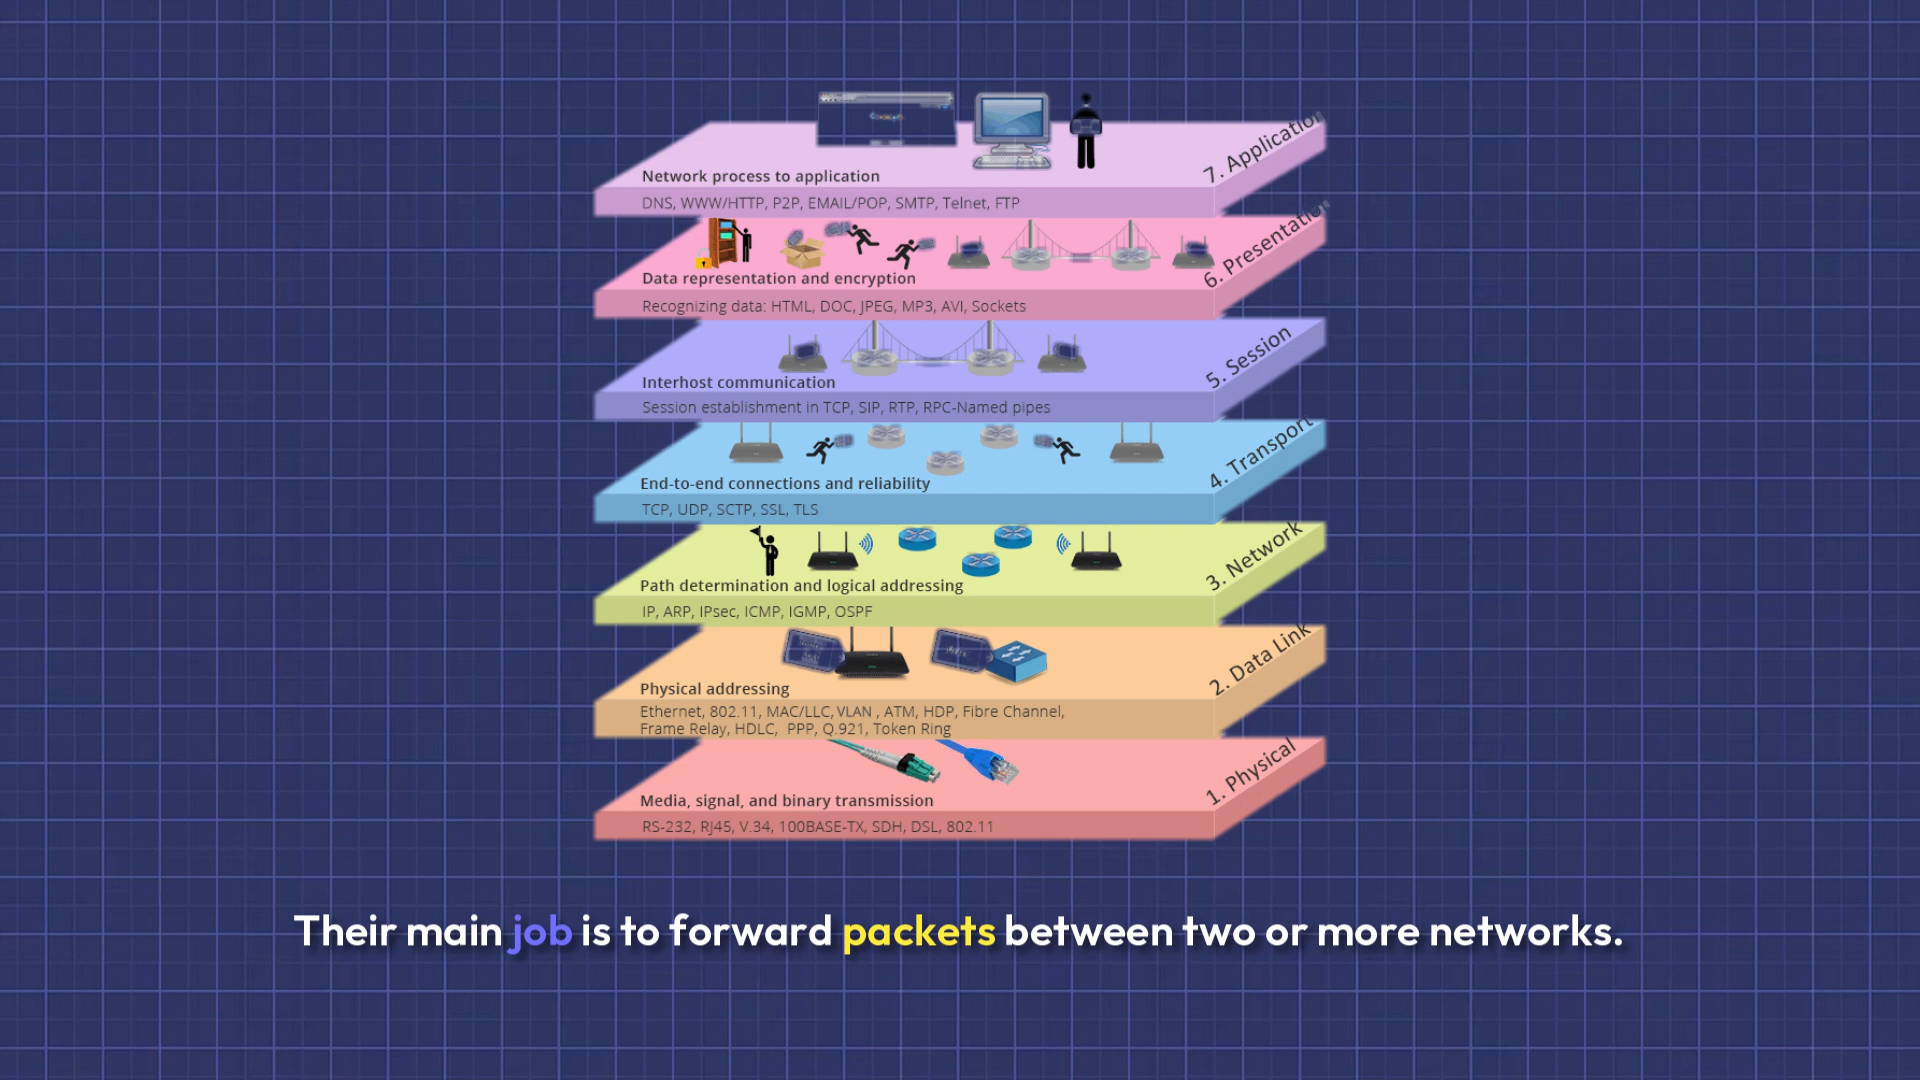 7. Application
Network process to application
DNS, WWW/HTTP, P2P, EMAIL/POP, SMTP, Telnet, FTP
6. Presentation
Data representation and encryption
Recognizing data: HTML, DOC, JPEG, MP3, AVI, Sockets
5. Session
Interhost communication
Session establishment in TCP, SIP, RTP, RPC-Named pipes
4. Transport
End-to-end connections and reliability
TCP, UDP, SCTP, SSL, TLS
3. Network
Path determination and logical addressing
IP, ARP, IPsec, ICMP, IGMP, OSPF
2. Data Link
Physical addressing
Ethernet, 802.11, MAC/LLC, VLAN , ATM, HDP, Fibre Channel,
Frame Relay, HDLC, PPP, Q.921, Token Ring
1. Physical
Media, signal, and binary transmission
RS-232, RJ45, V.34, 100BASE-TX, SDH, DSL, 802.11
Their main job is to forward packets between two or more networks.